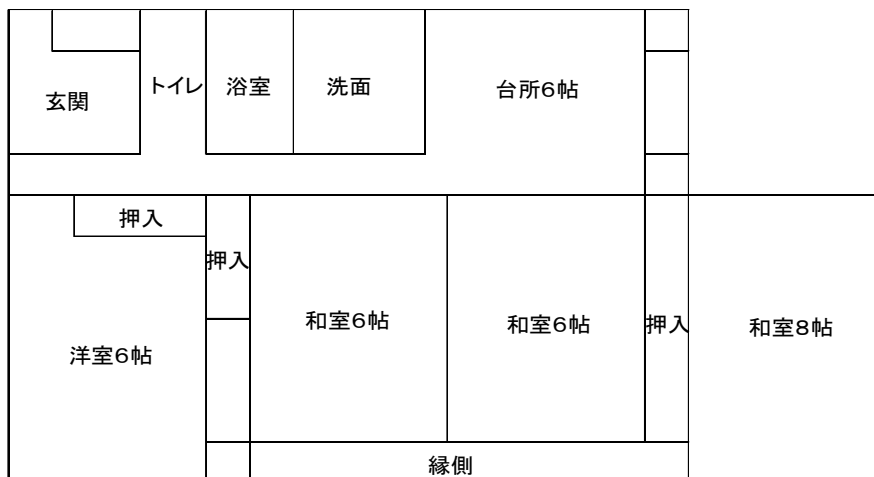 玄関
トイレ
浴室
洗面
台所6帖
押入
押入
和室6帖
和室6帖
押入
和室8帖
洋室6帖
縁側